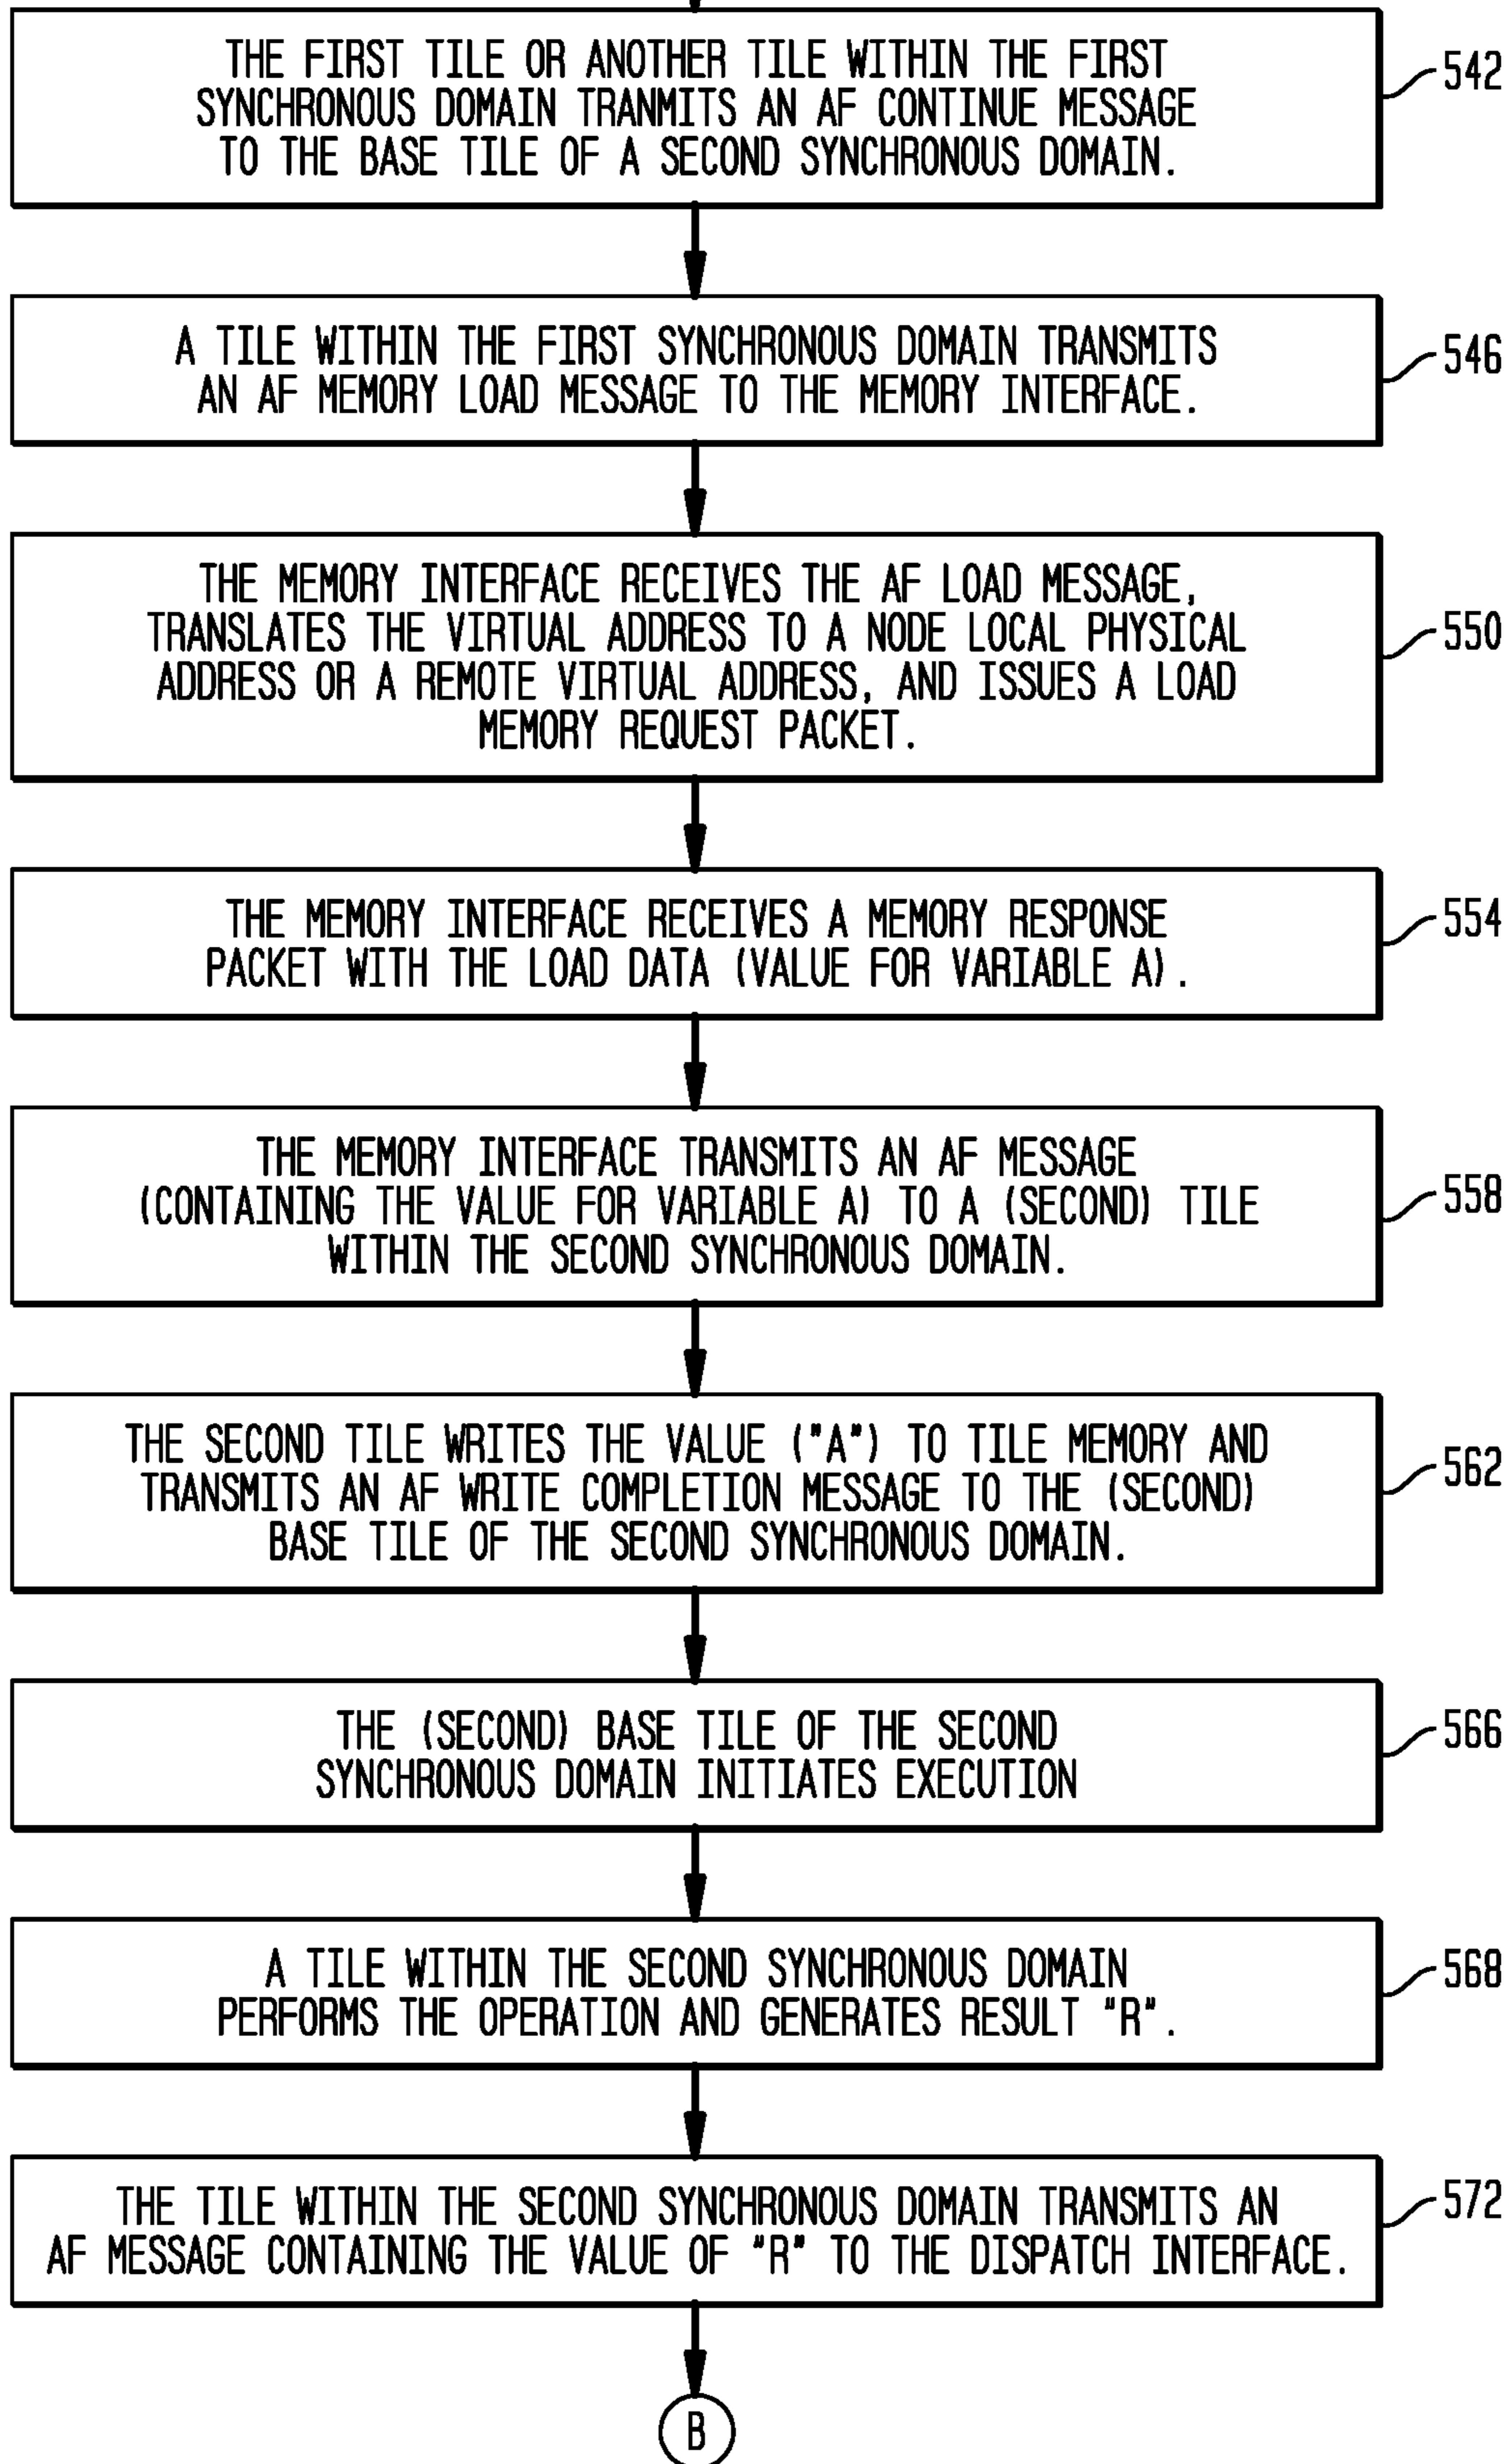 THE FIRST TILE OR ANOTHER TILE WITHIN THE FIRST
SYNCHRONOUS DOMAIN TRANMITS AN AF CONTINUE MESSAGE
TO THE BASE TILE OF A SECOND SYNCHRONOUS DOMAIN.
542
A TILE WITHIN THE FIRST SYNCHRONOUS DOMAIN TRANSMITS
AN AF MEMORY LOAD MESSAGE TO THE MEMORY INTERFACE.
546
THE MEMORY INTERFACE RECEIVES THE AF LOAD MESSAGE,
TRANSLATES THE VIRTUAL ADDRESS TO A NODE LOCAL PHYSICAL
ADDRESS OR A REMOTE VIRTUAL ADDRESS, AND ISSUES A LOAD
MEMORY REQUEST PACKET.
550
THE MEMORY INTERFACE RECEIVES A MEMORY RESPONSE
PACKET WITH THE LOAD DATA (VALUE FOR VARIABLE A).
554
THE MEMORY INTERFACE TRANSMITS AN AF MESSAGE
(CONTAINING THE VALUE FOR VARIABLE A) TO A (SECOND) TILE
WITHIN THE SECOND SYNCHRONOUS DOMAIN.
558
THE SECOND TILE WRITES THE VALUE ("A") TO TILE MEMORY AND
TRANSMITS AN AF WRITE COMPLETION MESSAGE TO THE (SECOND)
BASE TILE OF THE SECOND SYNCHRONOUS DOMAIN.
562
THE (SECOND) BASE TILE OF THE SECOND
SYNCHRONOUS DOMAIN INITIATES EXECUTION
566
A TILE WITHIN THE SECOND SYNCHRONOUS DOMAIN
PERFORMS THE OPERATION AND GENERATES RESULT "R".
568
THE TILE WITHIN THE SECOND SYNCHRONOUS DOMAIN TRANSMITS AN
AF MESSAGE CONTAINING THE VALUE OF "R" TO THE DISPATCH INTERFACE.
572
B